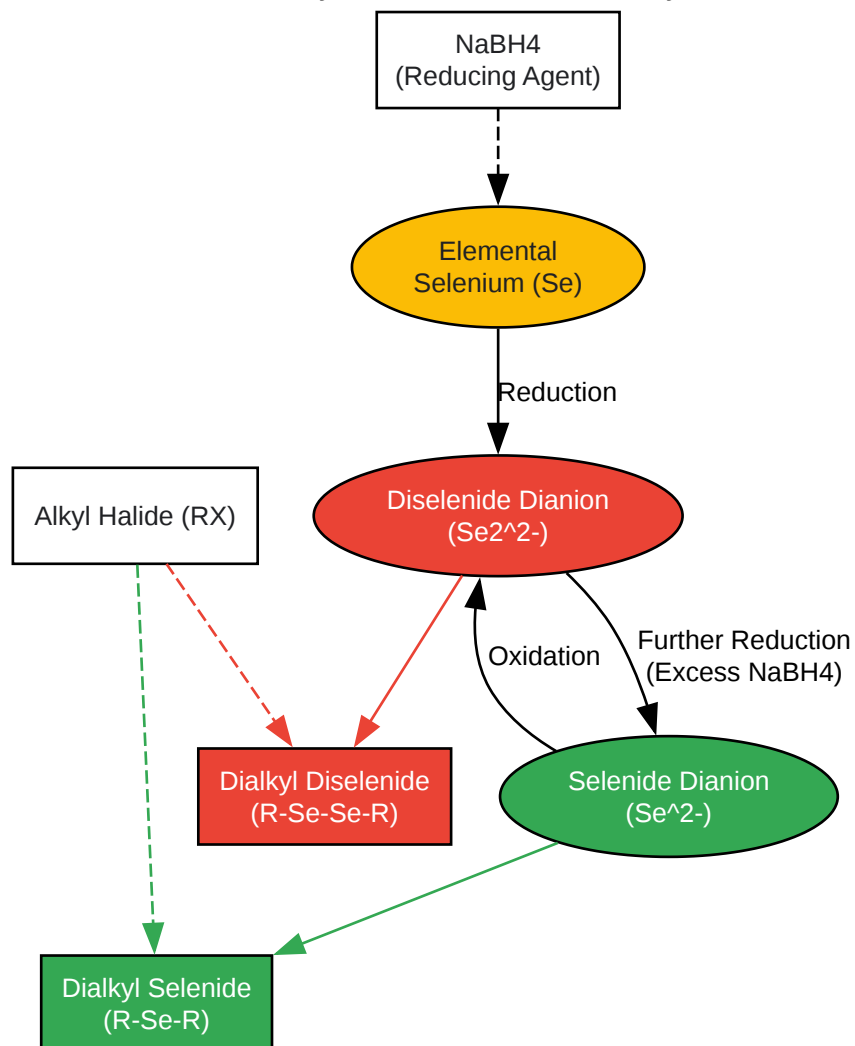 NaBH4
(Reducing Agent)
Elemental
Selenium (Se)
Reduction
Alkyl Halide (RX)
Diselenide Dianion
(Se2^2-)
Oxidation
Further Reduction
(Excess NaBH4)
Dialkyl Diselenide
(R-Se-Se-R)
Selenide Dianion
(Se^2-)
Dialkyl Selenide
(R-Se-R)